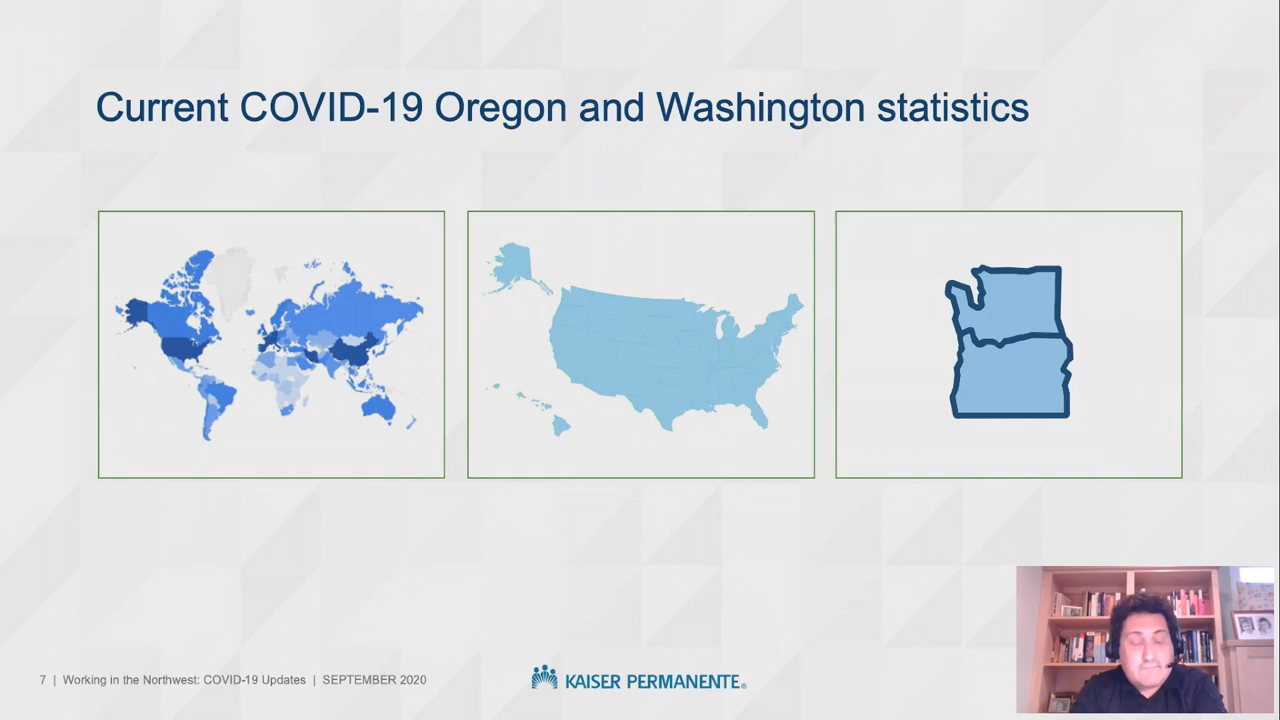 Current COVID-19 Oregon and Washington statistics
7 | Working in the Northwest: COVID-19 Updates | SEPTEMBER 2020
KAISER PERMANENTE®